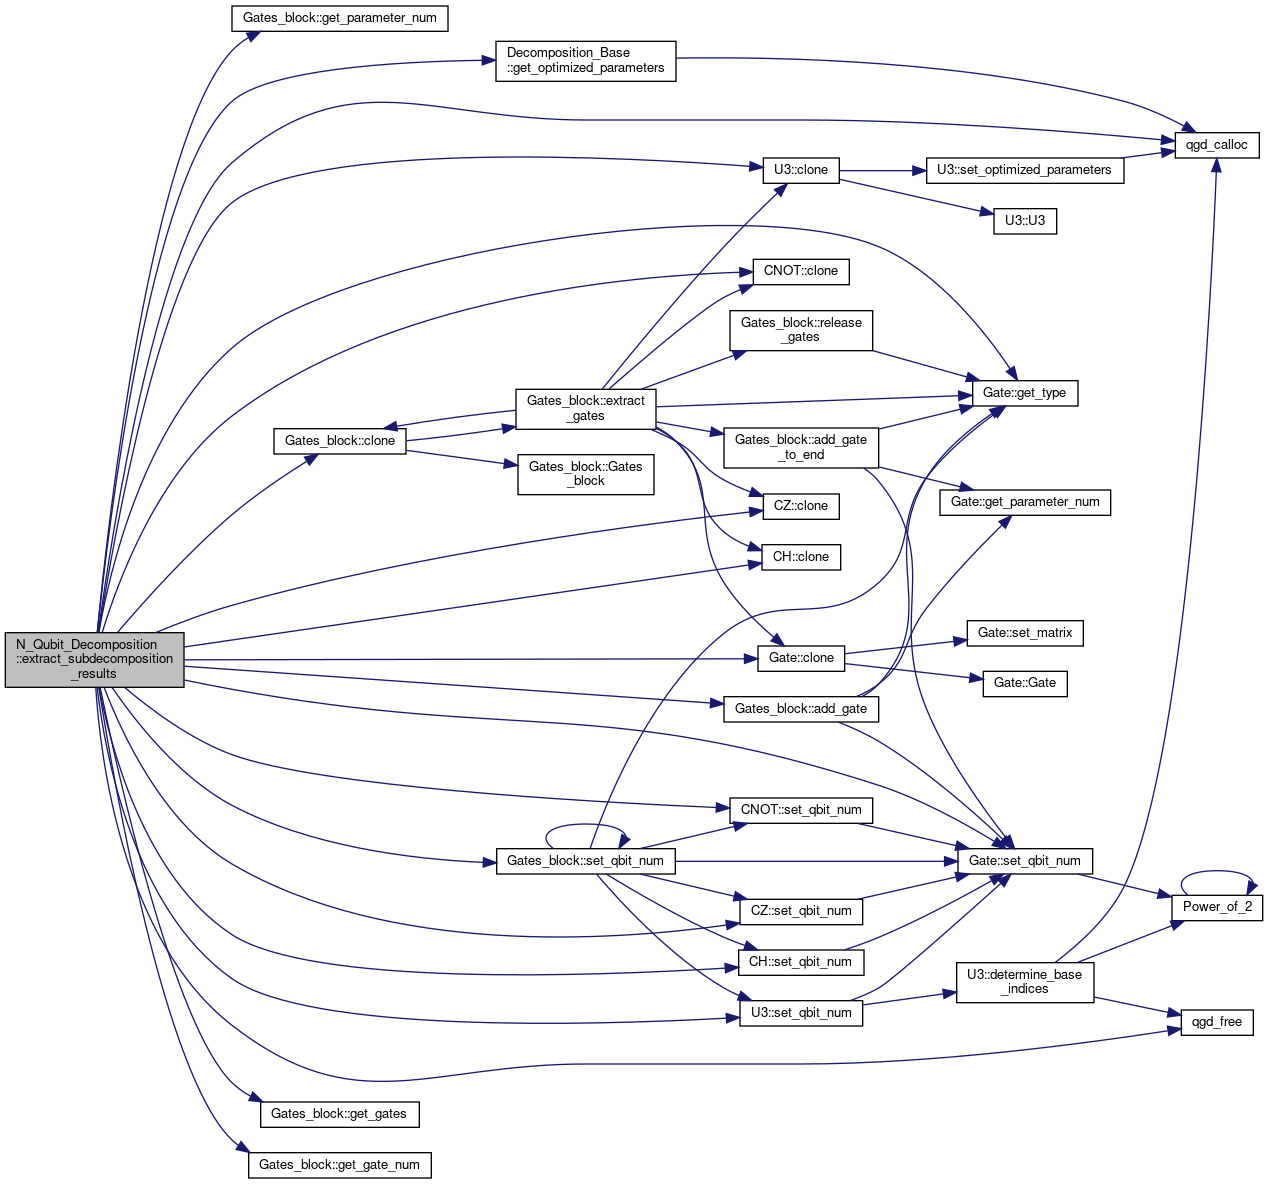 Gates_block::get_parameter_num
Decomposition_Base
::get_optimized_parameters
qgd_calloc
U3::clone
U3::set_optimized_parameters
U3::U3
CNOT::clone
Gates_block::release
_gates
Gates_block::extract
_gates
Gate::get_type
Gates_block::clone
Gates_block::add_gate
_to_end
Gates_block::Gates
_block
CZ::clone
Gate::get_parameter_num
CH::clone
N_Qubit_Decomposition
::extract_subdecomposition
_results
Gate::clone
Gate::set_matrix
Gate::Gate
Gates_block::add_gate
CNOT::set_qbit_num
Gates_block::set_qbit_num
Gate::set_qbit_num
CZ::set_qbit_num
Power_of_2
CH::set_qbit_num
U3::determine_base
_indices
U3::set_qbit_num
qgd_free
Gates_block::get_gates
Gates_block::get_gate_num